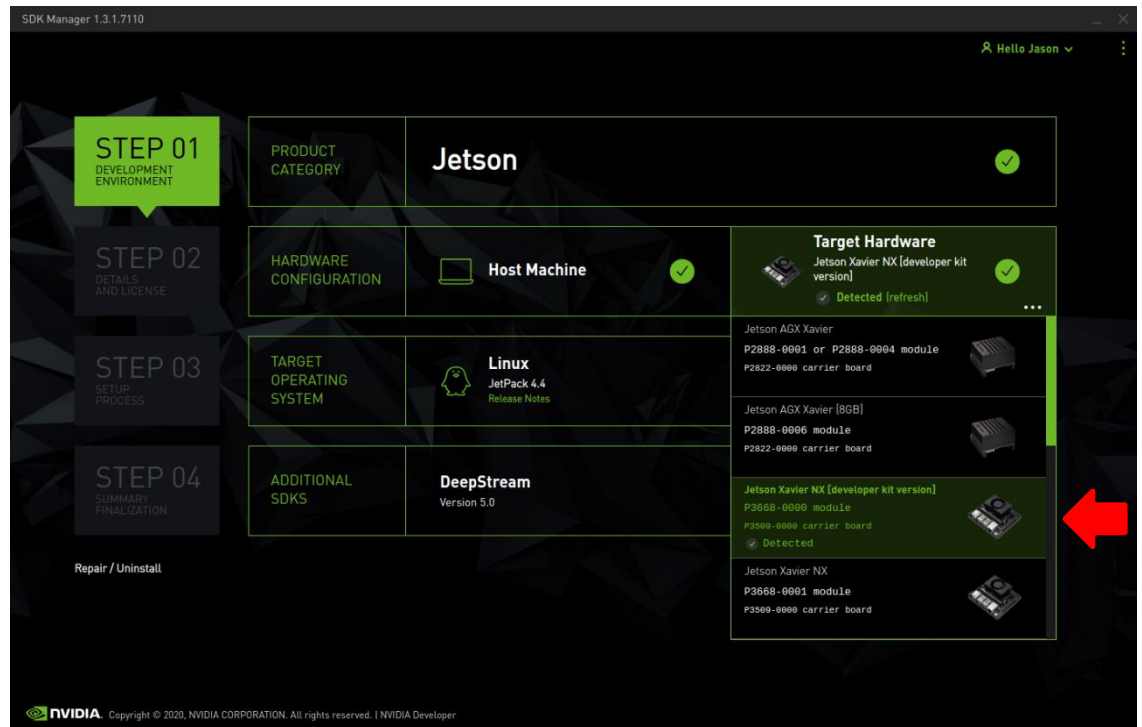 SDK Manager 1.3.1.7110
Hello Jason
STEP 01
DEVELOPMENT
ENVIRONMENT
PRODUCT
CATEGORY
Jetson
STEP 02
DETAILS
AND LICENSE
HARDWARE
CONFIGURATION
Host Machine
Target Hardware
Jetson Xavier NX [developer kit
version]
Detected [refresh]
...
STEP 03
SETUP
PROCESS
TARGET
OPERATING
SYSTEM
Linux
JetPack 4.4
Release Notes
Jetson AGX Xavier
P2888-0001 or P2888-0004 module
P2822-0000 carrier board
Jetson AGX Xavier [8GB]
P2888-0006 module
P2822-0000 carrier board
STEP 04
SUMMARY
FINALIZATION
ADDITIONAL
SDKS
DeepStream
Version 5.0
Jetson Xavier NX [developer kit version]
P3668-0000 module
P3509-0000 carrier board
Detected
Jetson Xavier NX
P3668-0001 module
P3509-0000 carrier board
Repair / Uninstall
NVIDIA. Copyright © 2020, NVIDIA CORPORATION. All rights reserved. | NVIDIA Developer